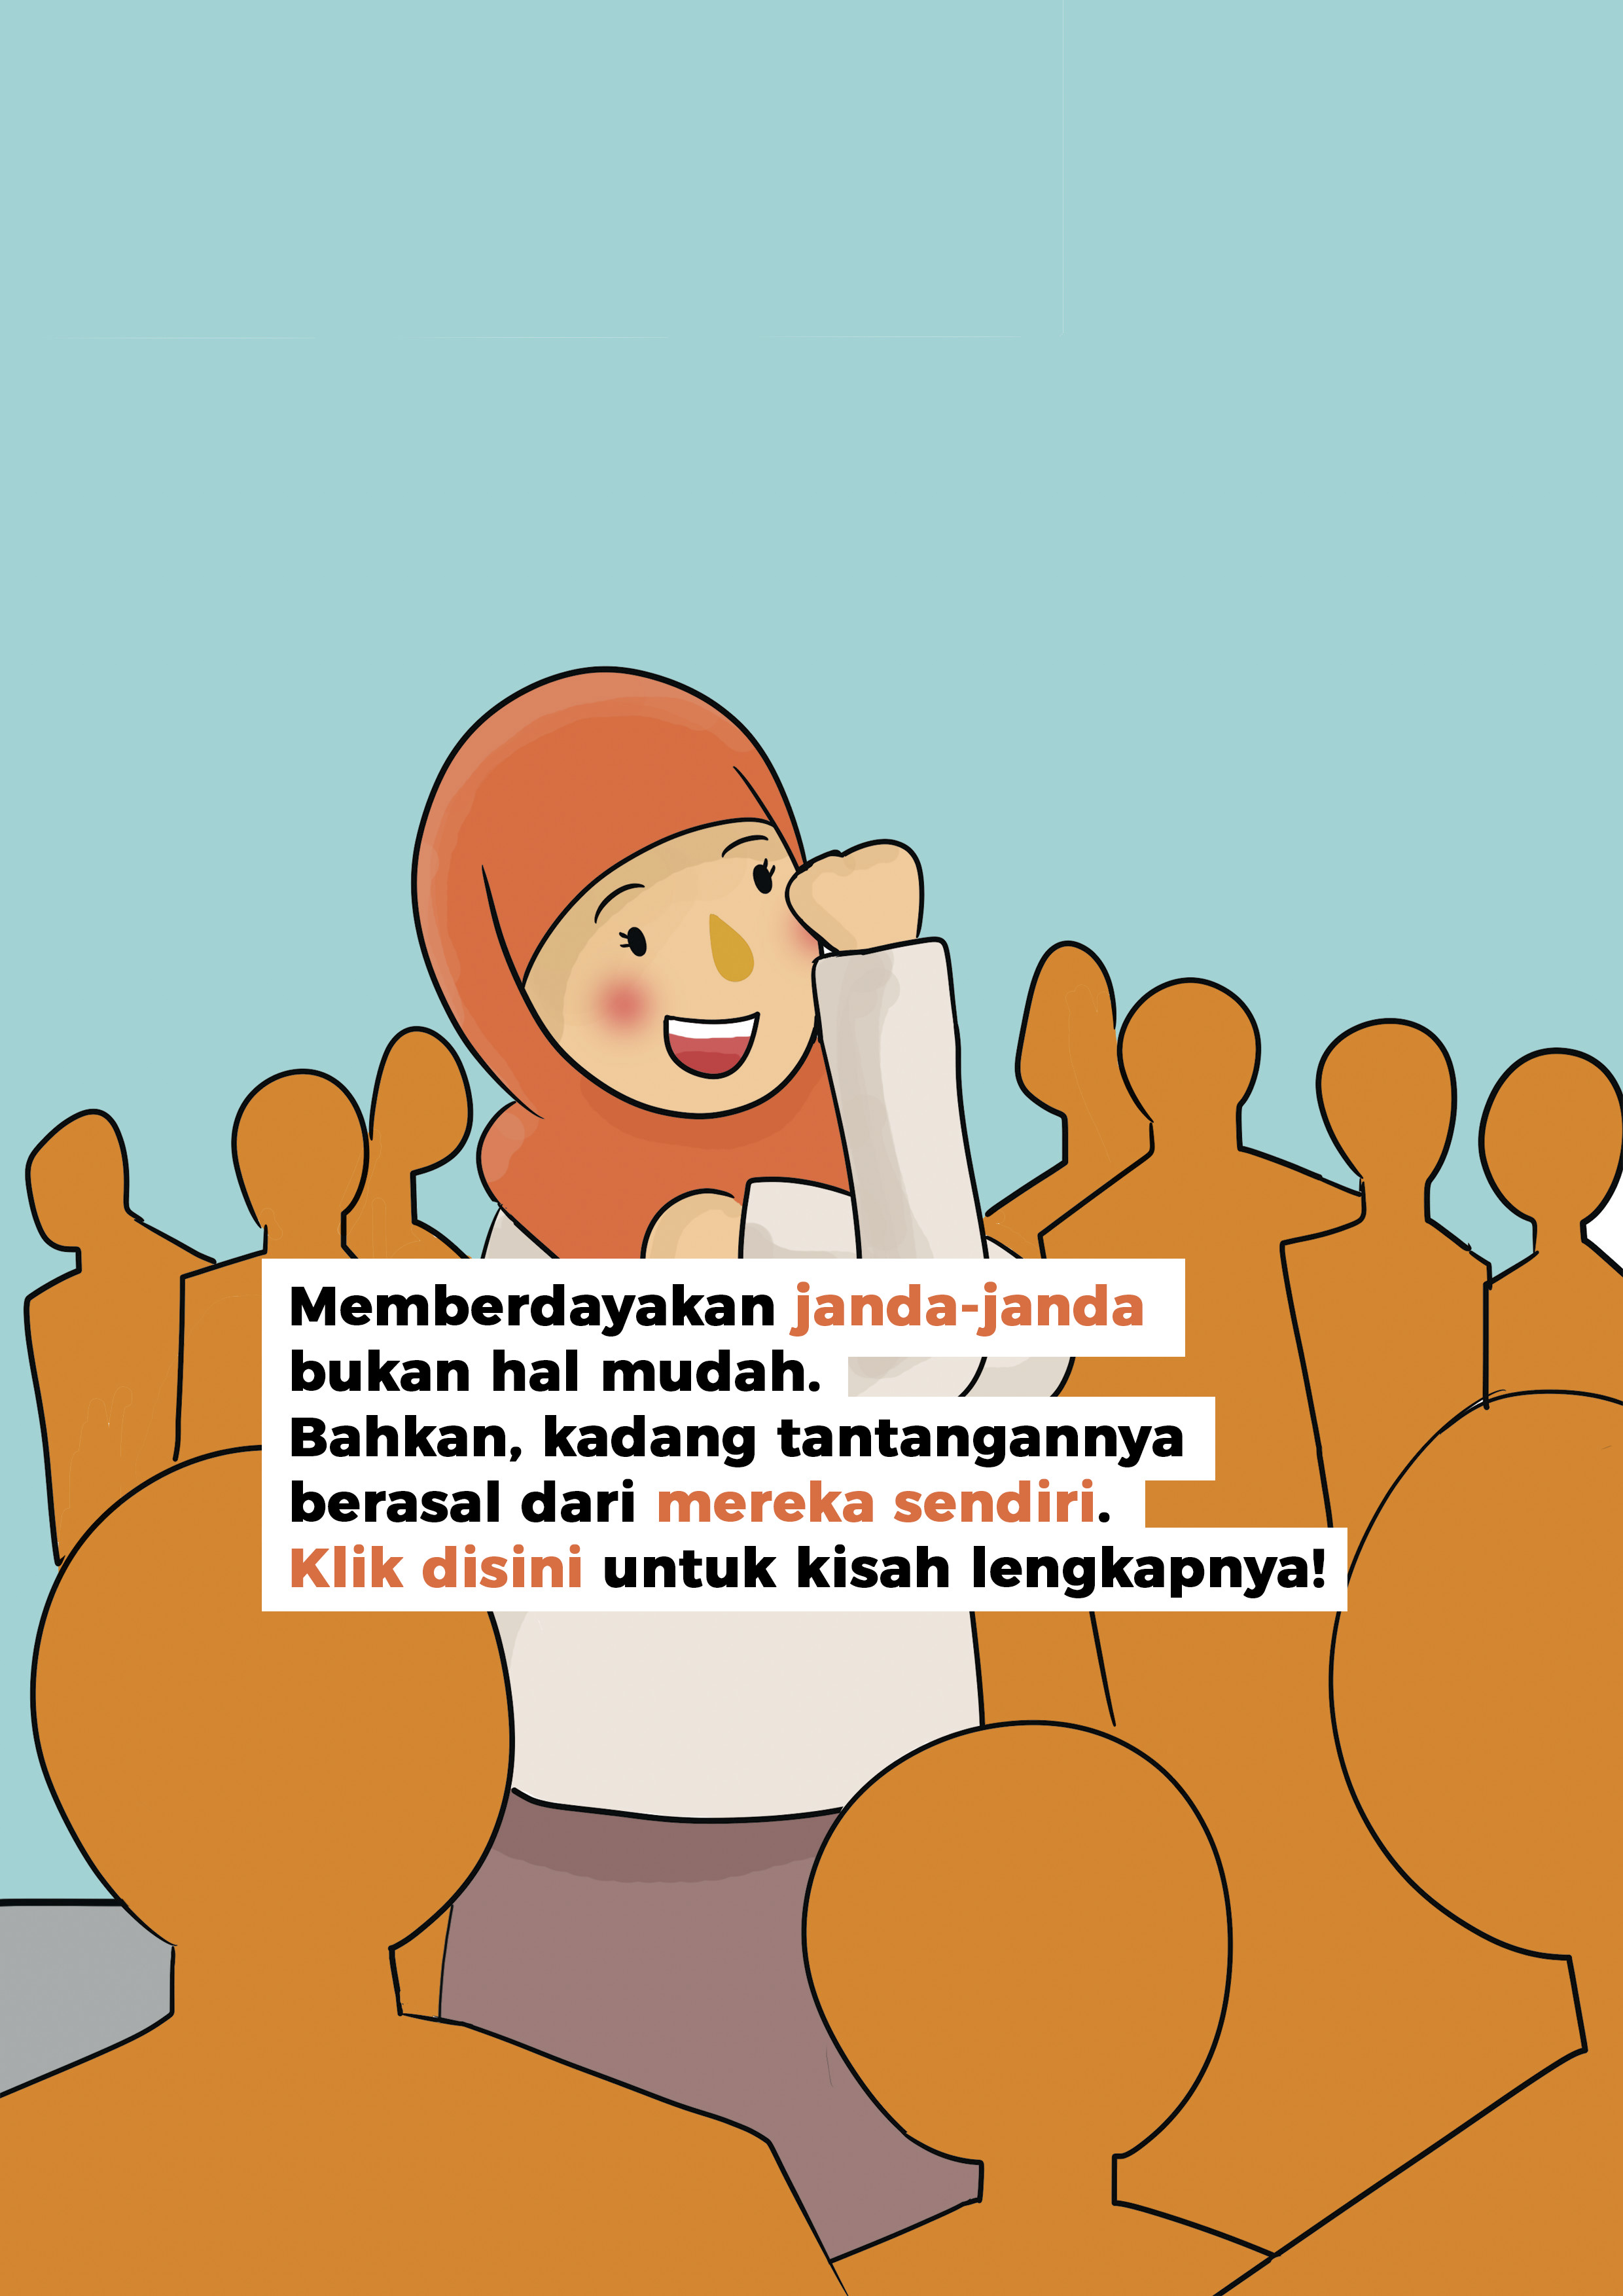 Memberdayakan janda-janda
bukan hal mudah.
Bahkan, kadang tantangannya
berasal dari mereka sendiri.
Klik disini untuk kisah lengkapnya!